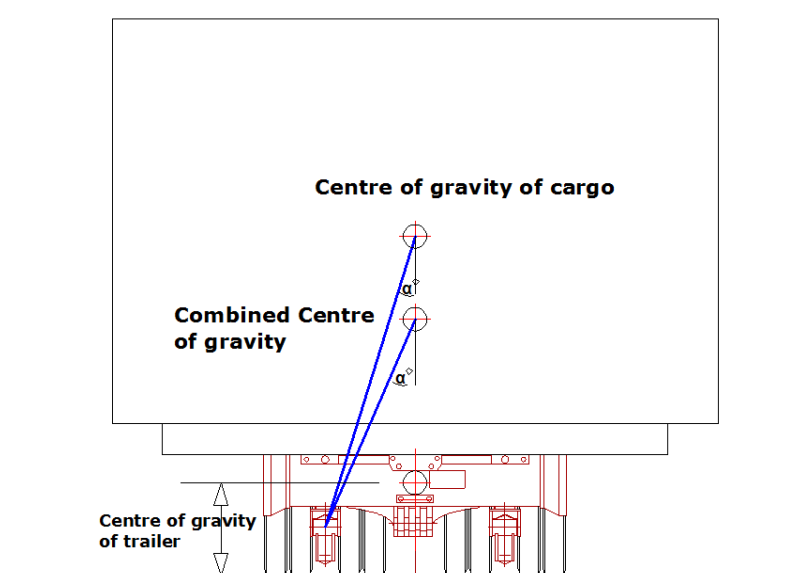 Centre of gravity of cargo
α°
Combined Centre
of gravity
α°
Centre of gravity
of trailer